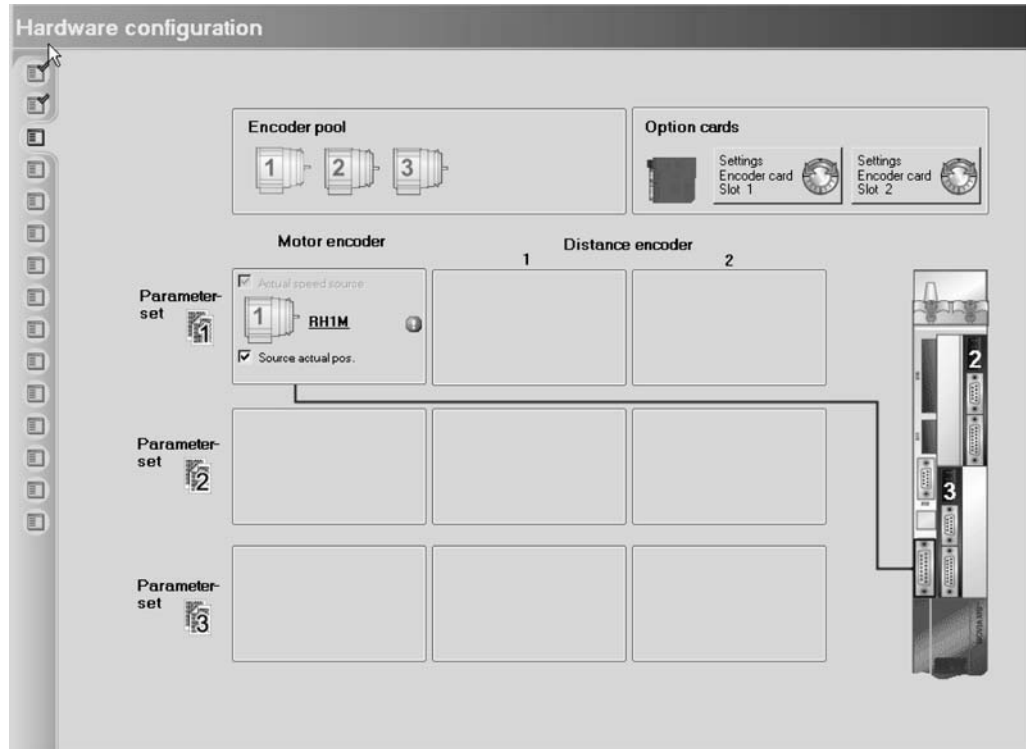 Hardware configuration
Encoder pool
1 2 3
Option cards
Settings
Encoder card
Slot 1
Settings
Encoder card
Slot 2
Motor encoder
Distance encoder
1 2
Parameter-
set
1
Actual speed source
1 RH1M
Source actual pos.
Parameter-
set
2
Parameter-
set
3
2
3